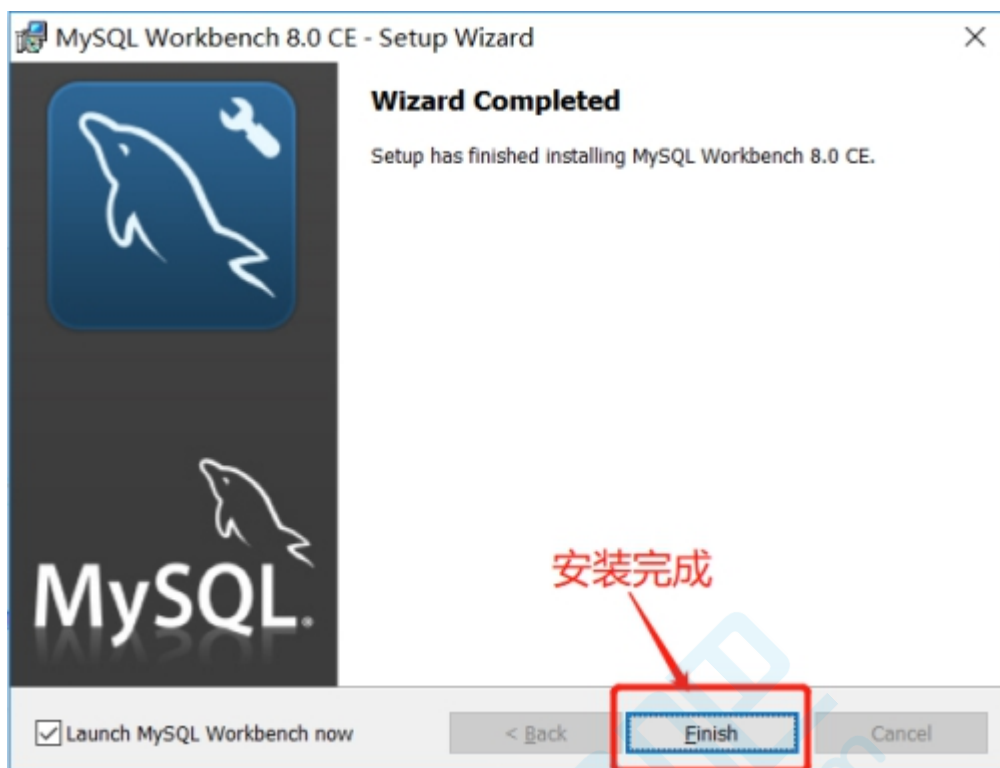 MySQL Workbench 8.0 CE - Setup Wizard
Wizard Completed
Setup has finished installing MySQL Workbench 8.0 CE.
MySQL®
安装完成
Launch MySQL Workbench now
< Back
Finish
Cancel